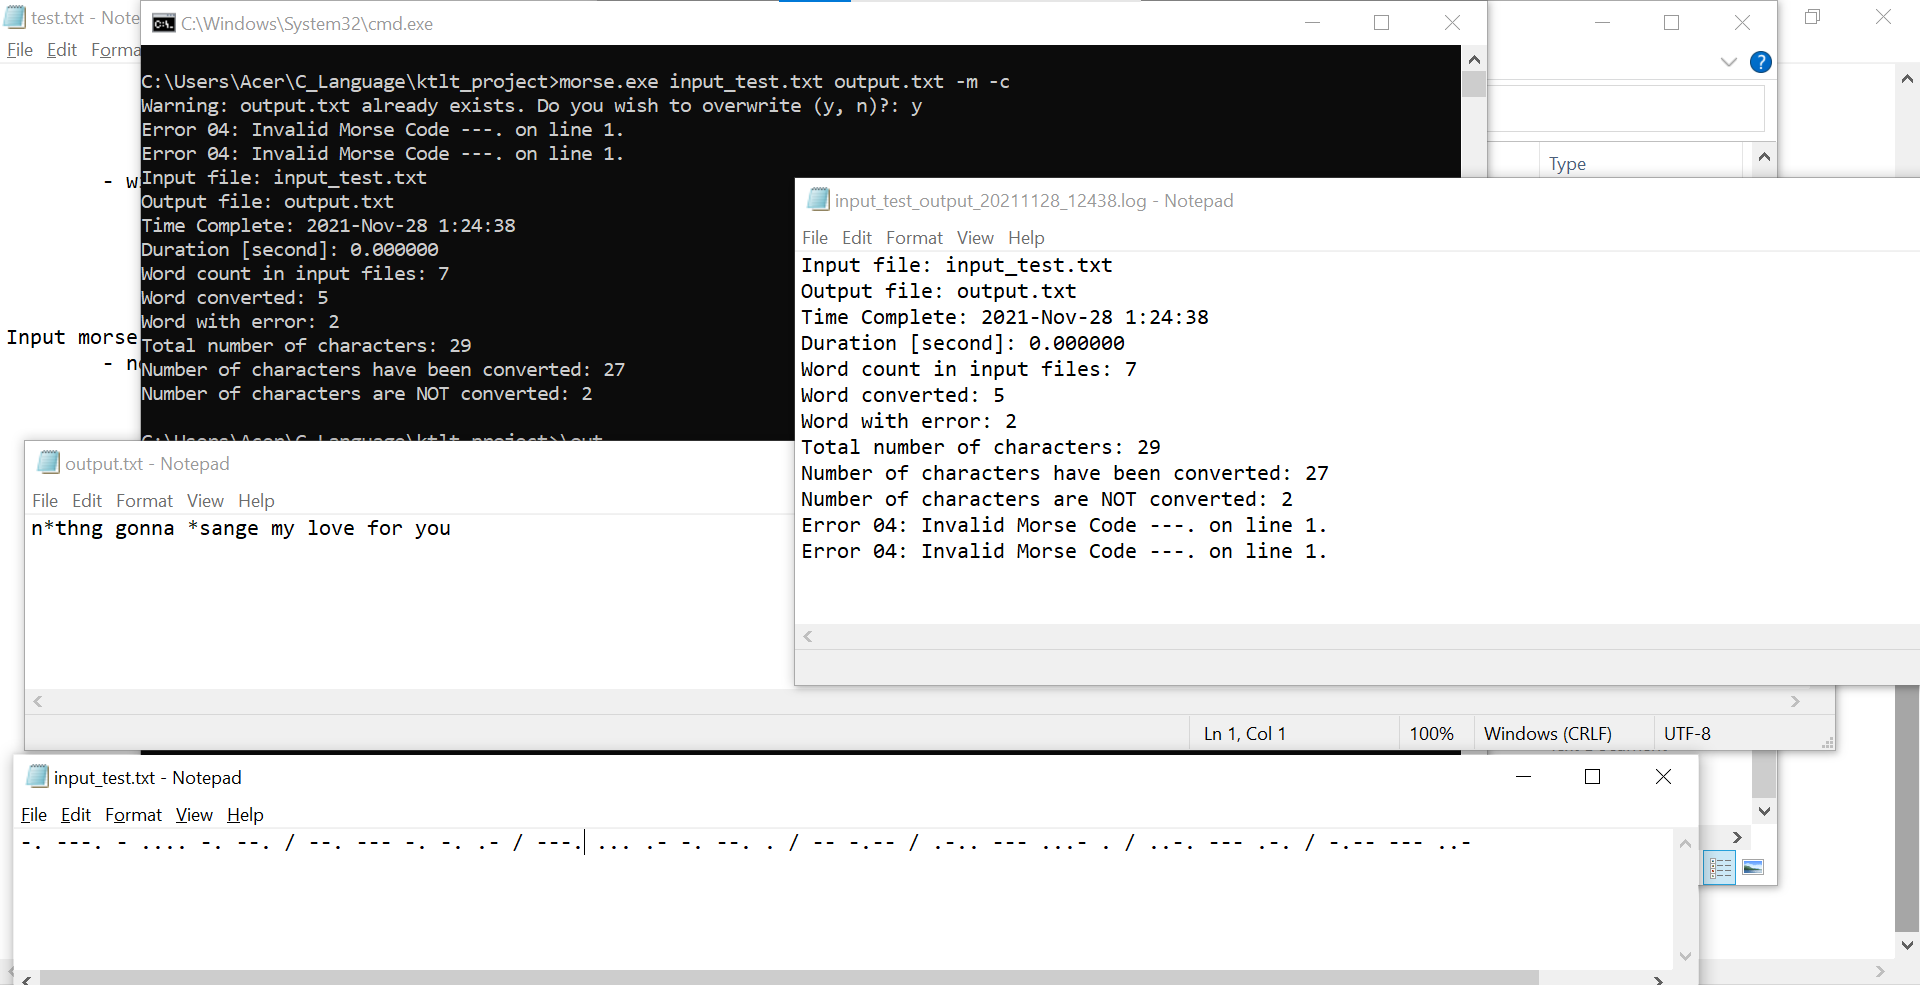 test.txt - Note
File Edit Forma
- w
Input morse
- n
C:\Windows\System32\cmd.exe
C:\Users\Acer\C_Language\ktlt_project>morse.exe input_test.txt output.txt -m -c
Warning: output.txt already exists. Do you wish to overwrite (y, n)?: y
Error 04: Invalid Morse Code ---. on line 1.
Error 04: Invalid Morse Code ---. on line 1.
Input file: input_test.txt
Output file: output.txt
Time Complete: 2021-Nov-28 1:24:38
Duration [second]: 0.000000
Word count in input files: 7
Word converted: 5
Word with error: 2
Total number of characters: 29
Number of characters have been converted: 27
Number of characters are NOT converted: 2
C:\Users\Acer\C_Language\ktlt_project>\out
Type
input_test_output_20211128_12438.log - Notepad
File Edit Format View Help
Input file: input_test.txt
Output file: output.txt
Time Complete: 2021-Nov-28 1:24:38
Duration [second]: 0.000000
Word count in input files: 7
Word converted: 5
Word with error: 2
Total number of characters: 29
Number of characters have been converted: 27
Number of characters are NOT converted: 2
Error 04: Invalid Morse Code ---. on line 1.
Error 04: Invalid Morse Code ---. on line 1.
output.txt - Notepad
File Edit Format View Help
n*thng gonna *sange my love for you
Ln 1, Col 1 100% Windows (CRLF) UTF-8
input_test.txt - Notepad
File Edit Format View Help
-. ---. - .... -. --. / --. --- -. -. .- / ---. ... .- -. --. . / -- -.-- / .-.. --- ...- . / ..-. --- .-. / -.-- --- ..-